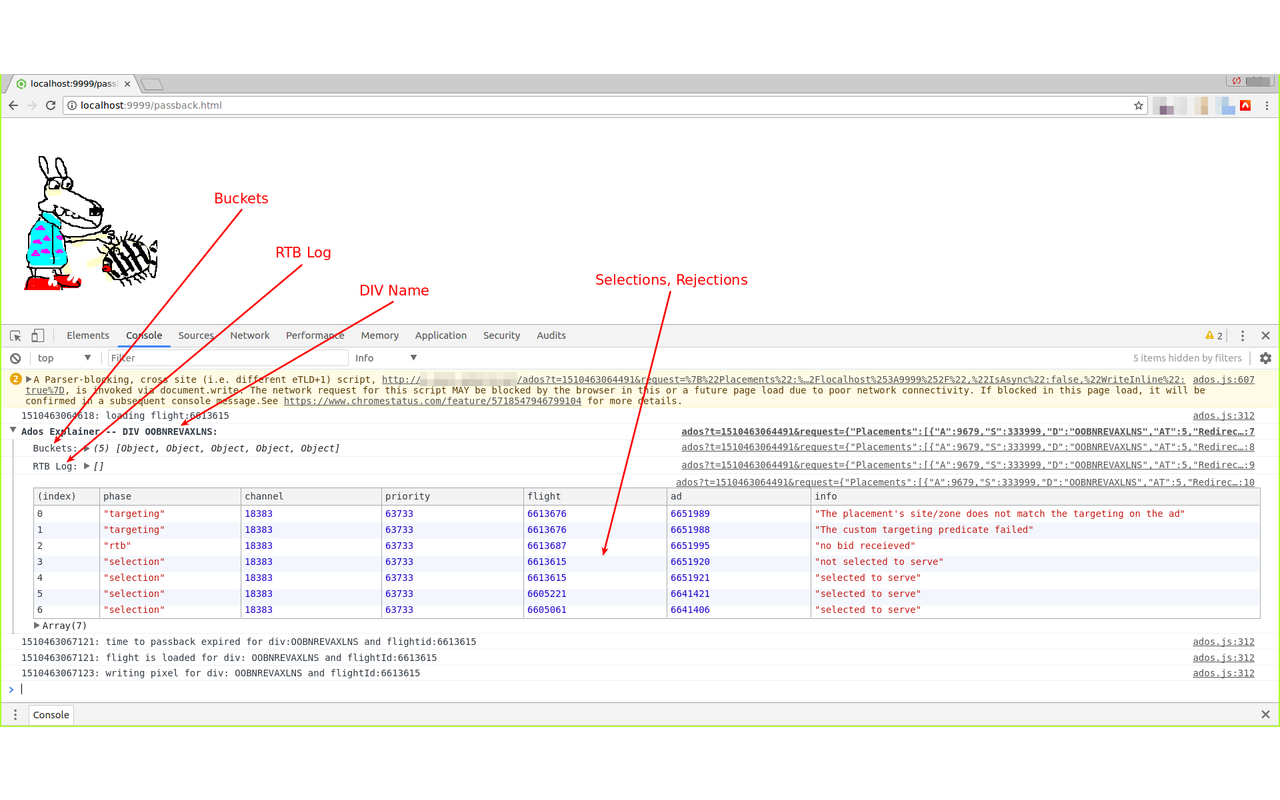 localhost:9999/pass
localhost:9999/passback.html
Buckets
RTB Log
DIV Name
Selections, Rejections
Elements Console Sources Network Performance Memory Application Security Audits 2
top Filter Info 5 items hidden by filters
2 A Parser-blocking, cross site (i.e. different eTLD+1) script, http:// /ados?t=1510463064491&request=%7B%22Placements%22:%…2Flocalhost%253A9999%252F%22,%22IsAsync%22:false,%22WriteInline%22: ados.js:607
true%7D, is invoked via document.write. The network request for this script MAY be blocked by the browser in this or a future page load due to poor network connectivity. If blocked in this page load, it will be
confirmed in a subsequent console message.See https://www.chromestatus.com/feature/5718547946799104 for more details.
1510463064618: loading flight:6613615 ados.js:312
Ados Explainer -- DIV OOBNREVAXLNS: ados?t=1510463064491&request={"Placements":[{"A":9679,"S":333999,"D":"OOBNREVAXLNS","AT":5,"Redirec…:7
Buckets: (5) [Object, Object, Object, Object, Object] ados?t=1510463064491&request={"Placements":[{"A":9679,"S":333999,"D":"OOBNREVAXLNS","AT":5,"Redirec…:8
RTB Log: [] ados?t=1510463064491&request={"Placements":[{"A":9679,"S":333999,"D":"OOBNREVAXLNS","AT":5,"Redirec…:9
ados?t=1510463064491&request={"Placements":[{"A":9679,"S":333999,"D":"OOBNREVAXLNS","AT":5,"Redirec…:10
(index) phase channel priority flight ad info
0 "targeting" 18383 63733 6613676 6651989 "The placement's site/zone does not match the targeting on the ad"
1 "targeting" 18383 63733 6613676 6651988 "The custom targeting predicate failed"
2 "rtb" 18383 63733 6613687 6651995 "no bid receieved"
3 "selection" 18383 63733 6613615 6651920 "not selected to serve"
4 "selection" 18383 63733 6613615 6651921 "selected to serve"
5 "selection" 18383 63733 6605221 6641421 "selected to serve"
6 "selection" 18383 63733 6605061 6641406 "selected to serve"
Array(7)
1510463067121: time to passback expired for div:OOBNREVAXLNS and flightid:6613615 ados.js:312
1510463067121: flight is loaded for div: OOBNREVAXLNS and flightId:6613615 ados.js:312
1510463067123: writing pixel for div: OOBNREVAXLNS and flightId:6613615 ados.js:312
Console